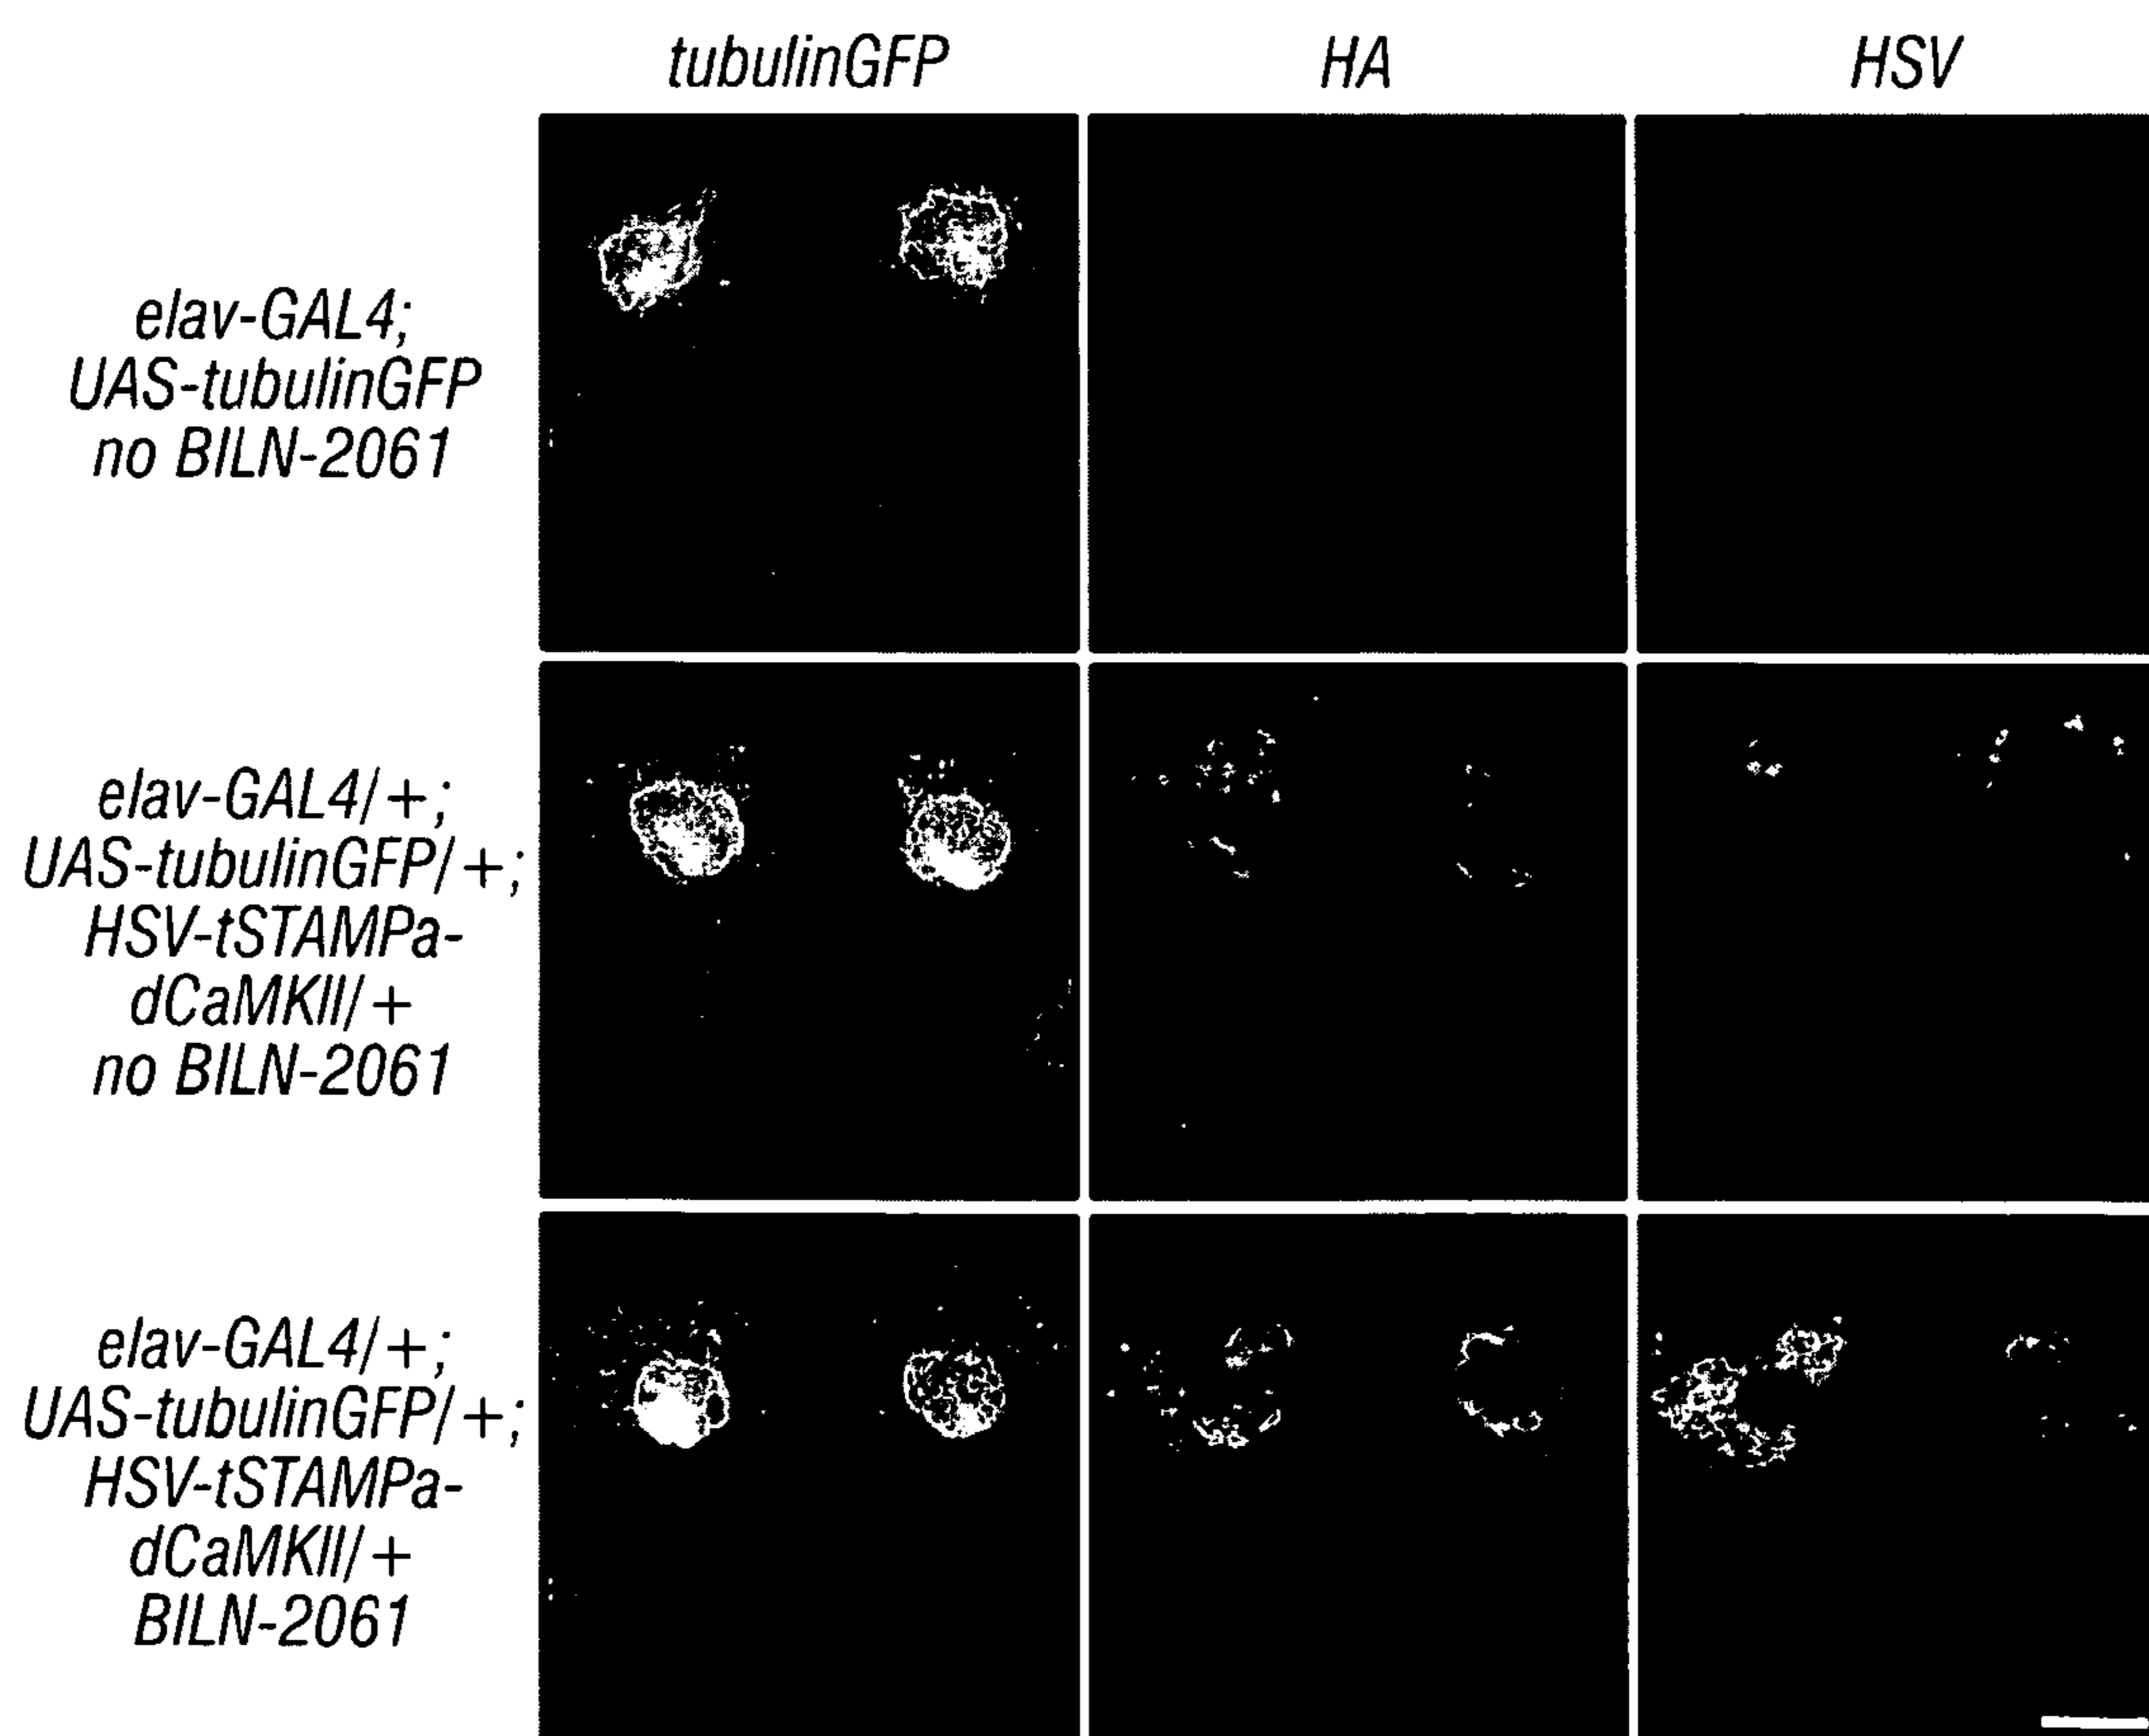 tubulinGFP HA HSV
elav-GAL4;
UAS-tubulinGFP
no BILN-2061
elav-GAL4/+;
UAS-tubulinGFP/+;
HSV-tSTAMPa-
dCaMKII/+
no BILN-2061
elav-GAL4/+;
UAS-tubulinGFP/+;
HSV-tSTAMPa-
dCaMKII/+
BILN-2061